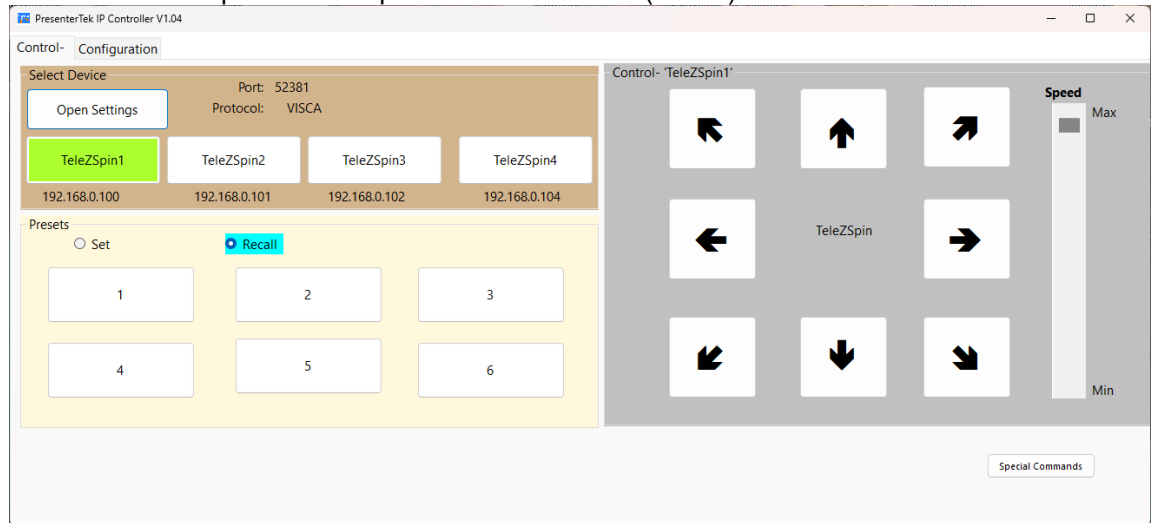 PresenterTek IP Controller V1.04
Control-
Configuration
Select Device
Open Settings
Port: 52381
Protocol: VISCA
TeleZSpin1
TeleZSpin2
TeleZSpin3
TeleZSpin4
192.168.0.100
192.168.0.101
192.168.0.102
192.168.0.104
Presets
Set
Recall
1
2
3
4
5
6
Control- 'TeleZSpin1'
Speed
Max
TeleZSpin
Min
Special Commands